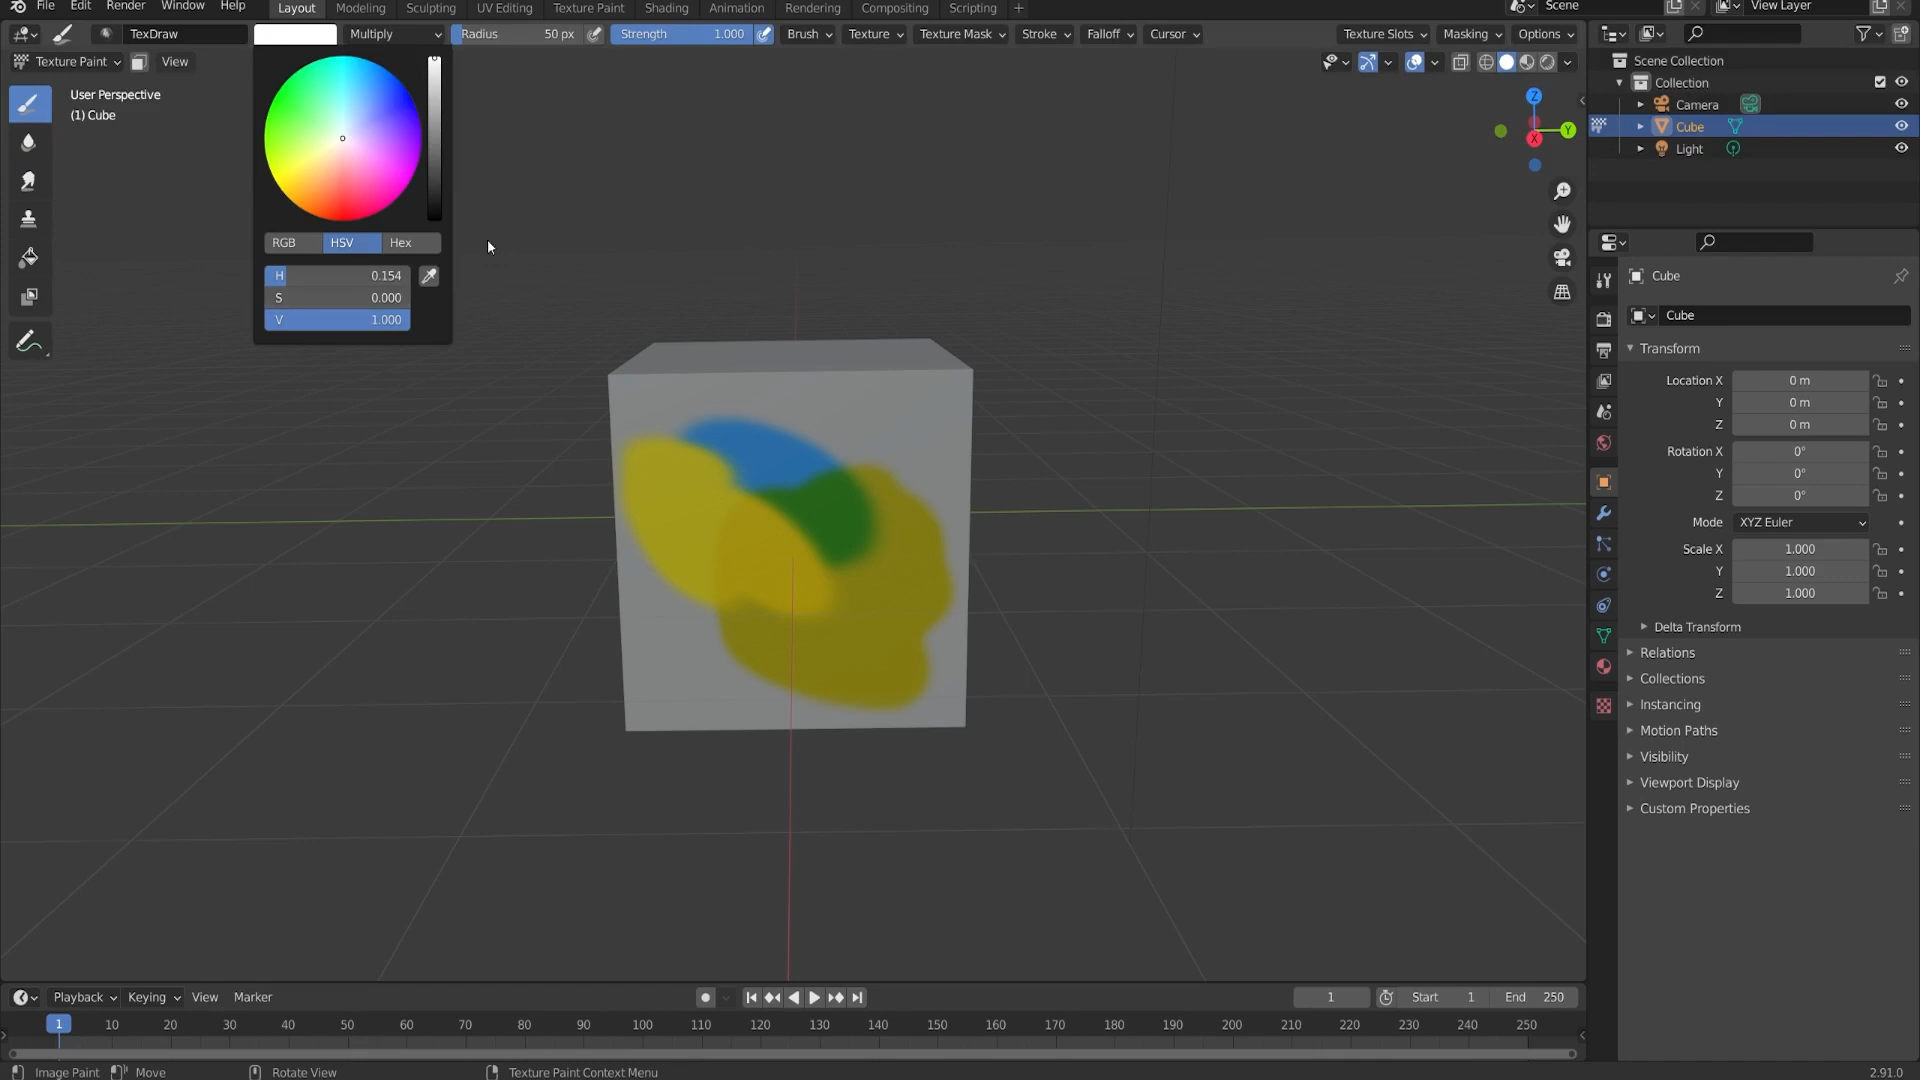 File Edit Render Window Help Layout Modeling Sculpting UV Editing Texture Paint Shading Animation Rendering Compositing Scripting + Scene View Layer
TexDraw Multiply Radius 50 px Strength 1.000 Brush Texture Texture Mask Stroke Falloff Cursor Texture Slots Masking Options
Texture Paint View
User Perspective
(1) Cube
RGB HSV Hex
H 0.154
S 0.000
V 1.000
Z
Y
X
Scene Collection
Collection
Camera
Cube
Light
Cube
Cube
Transform
Location X 0 m
Y 0 m
Z 0 m
Rotation X 0°
Y 0°
Z 0°
Mode XYZ Euler
Scale X 1.000
Y 1.000
Z 1.000
Delta Transform
Relations
Collections
Instancing
Motion Paths
Visibility
Viewport Display
Custom Properties
Playback Keying View Marker 1 Start 1 End 250
1 10 20 30 40 50 60 70 80 90 100 110 120 130 140 150 160 170 180 190 200 210 220 230 240 250
Image Paint Move Rotate View Texture Paint Context Menu 2.91.0